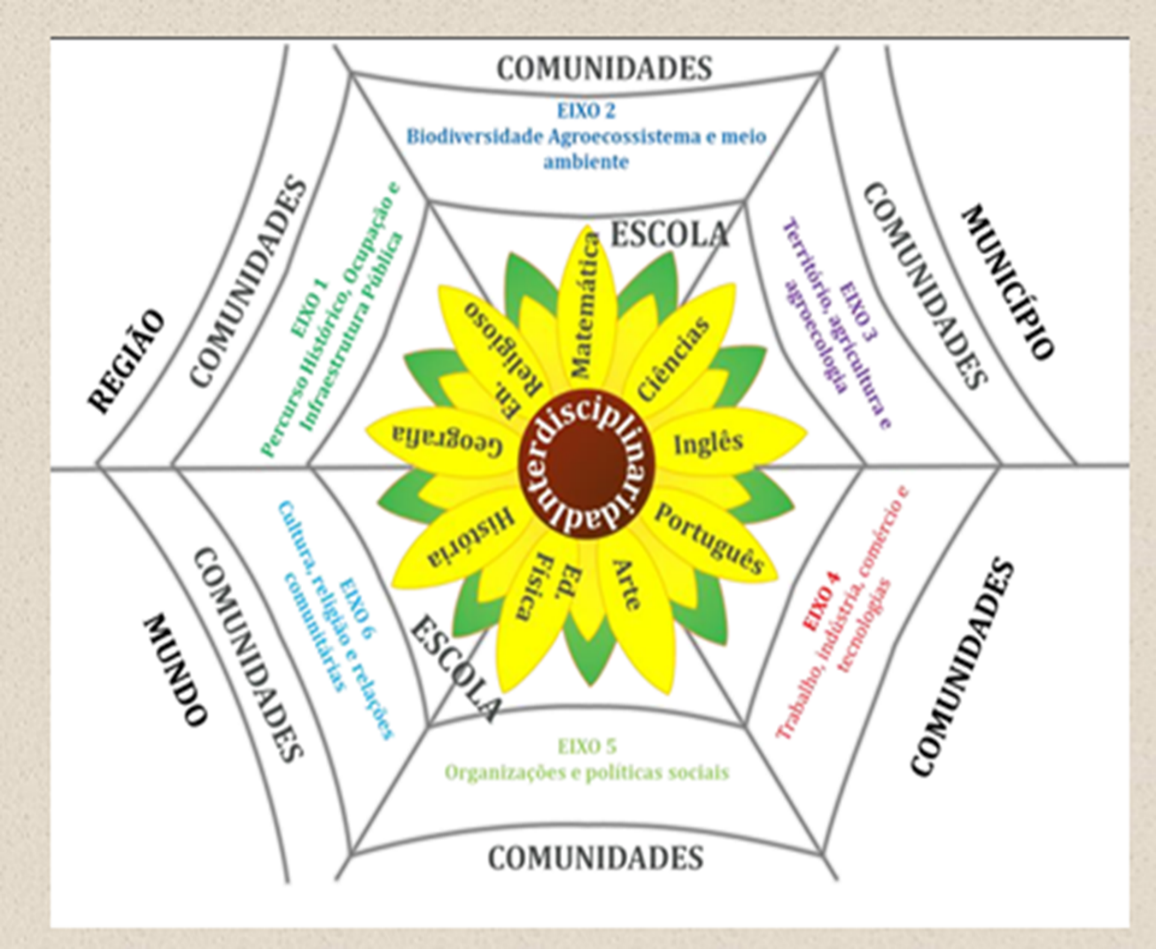 COMUNIDADES
EIXO 2
Biodiversidade Agroecossistema e meio
ambiente
REGIÃO
COMUNIDADES
EIXO 1
Percurso Histórico, Ocupação e
Infraestrutura Pública
ESCOLA
EIXO 3
Território, agricultura e
agroecologia
COMUNIDADES
MUNICÍPIO
Matemática
Ciências
Inglês
Português
Arte
Ed.
Física
História
Geografia
En.
Religioso
Interdisciplinaridad
MUNDO
COMUNIDADES
EIXO 6
Cultura, religião e relações
comunitárias
ESCOLA
EIXO 4
Trabalho, indústria, comércio e
tecnologias
COMUNIDADES
EIXO 5
Organizações e políticas sociais
COMUNIDADES